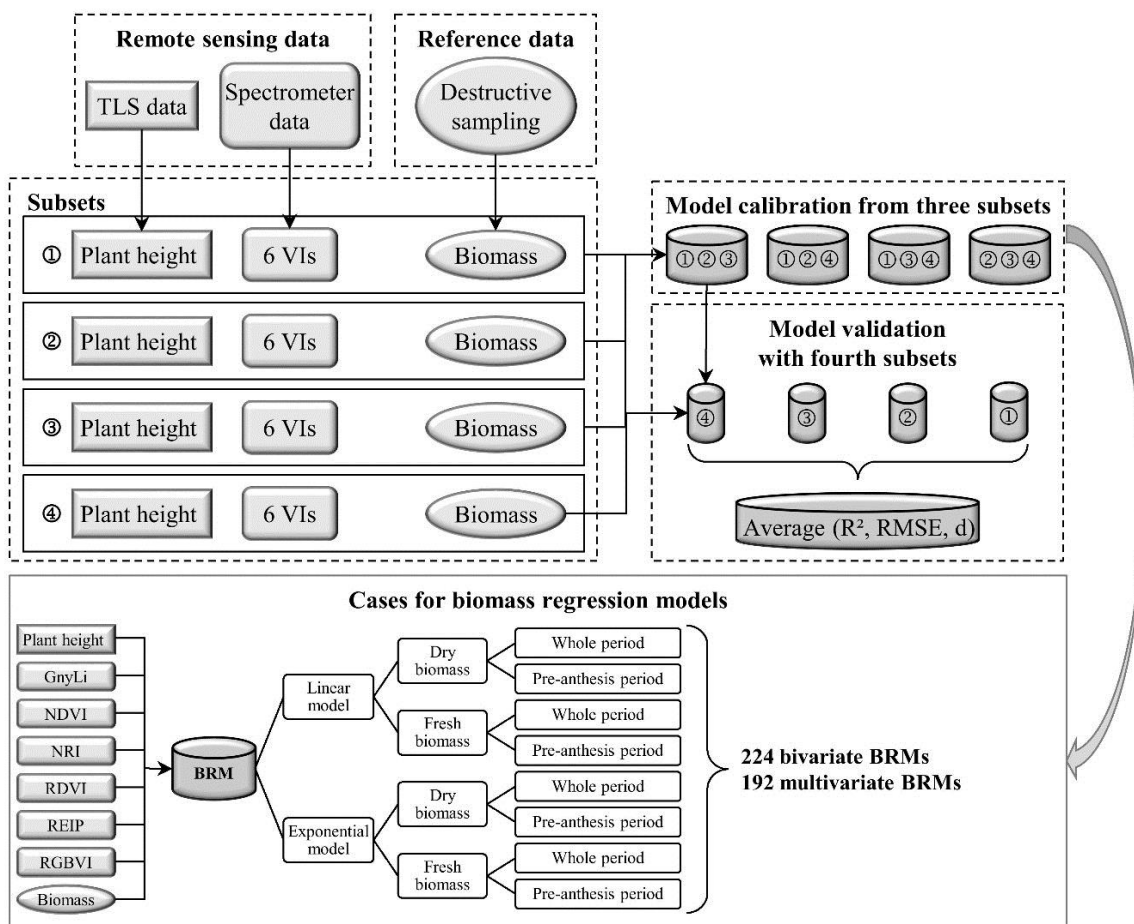 Remote sensing data
TLS data
Spectrometer
data
Reference data
Destructive
sampling
Subsets
① Plant height 6 VIs Biomass
② Plant height 6 VIs Biomass
③ Plant height 6 VIs Biomass
④ Plant height 6 VIs Biomass
Model calibration from three subsets
①②③ ①②④ ①③④ ②③④
Model validation
with fourth subsets
④ ③ ② ①
Average (R², RMSE, d)
Cases for biomass regression models
Plant height
GnyLi
NDVI
NRI
RDVI
REIP
RGBVI
Biomass
BRM
Linear
model
Exponential
model
Dry
biomass
Fresh
biomass
Dry
biomass
Fresh
biomass
Whole period
Pre-anthesis period
Whole period
Pre-anthesis period
Whole period
Pre-anthesis period
Whole period
Pre-anthesis period
224 bivariate BRMs
192 multivariate BRMs